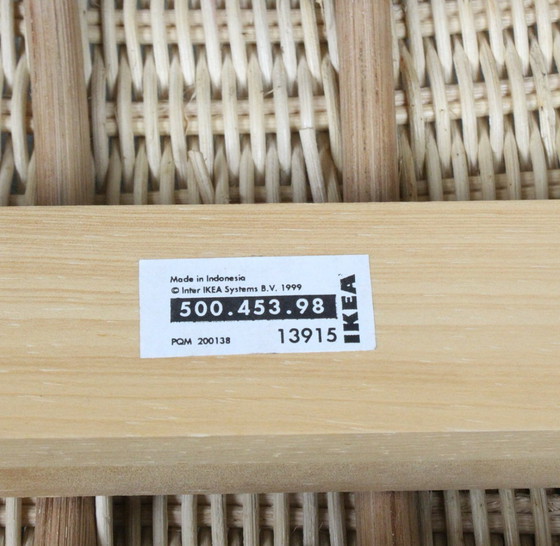 Made in Indonesia
© Inter IKEA Systems B.V. 1999
500.453.98
PQM 200138 13915
IKEA